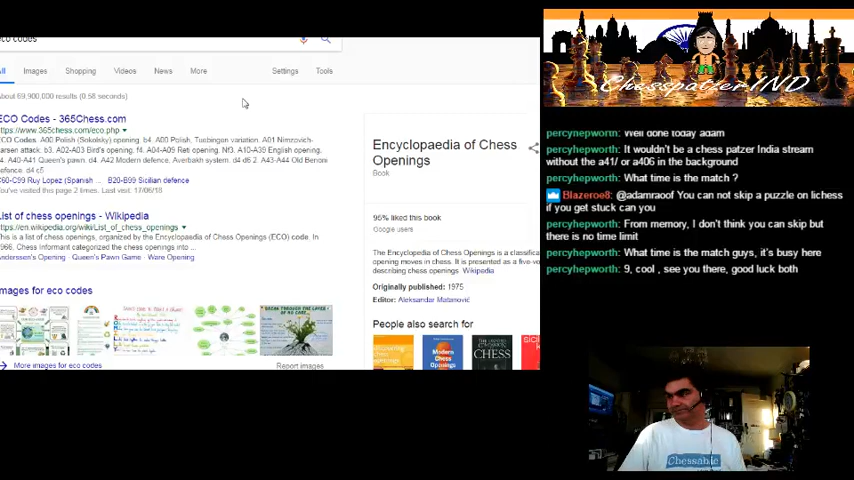 eco codes
All Images Shopping Videos News More Settings Tools
About 69,900,000 results (0.58 seconds)
ECO Codes - 365Chess.com
https://www.365chess.com/eco.php
ECO Codes. A00 Polish (Sokolsky) opening. b4. A00 Polish, Tuebingan variation. A01 Nimzovich-
Larsen attack. b3. A02-A03 Bird's opening. f4. A04-A09 Reti opening. Nf3. A10-A39 English opening.
c4. A40-A41 Queen's pawn. d4. A42 Modern defence, Averbakh system. d4 d6 2. A43-A44 Old Benoni
defence. d4 c5
C60-C99 Ruy Lopez (Spanish ... · B20-B99 Sicilian defence
You've visited this page 2 times. Last visit: 17/06/18
List of chess openings - Wikipedia
https://en.wikipedia.org/wiki/List_of_chess_openings
This is a list of chess openings, organized by the Encyclopaedia of Chess Openings (ECO) code. In
1966, Chess Informant categorized the chess openings into ...
Anderssen's Opening · Queen's Pawn Game · Ware Opening
Images for eco codes
More images for eco codes
Report images
Encyclopaedia of Chess
Openings
Book
95% liked this book
Google users
The Encyclopaedia of Chess Openings is a classifica
opening moves in chess. It is presented as a five-vo
describing chess openings. Wikipedia
Originally published: 1975
Editor: Aleksandar Matanović
People also search for
Modern
Chess
Openings
CHESS
ChesspatzerIND
percyhepworth: Well done today adam
percyhepworth: It wouldn't be a chess patzer India stream
without the a41/ or a406 in the background
percyhepworth: What time is the match ?
Blazeroe8: @adamraoof You can not skip a puzzle on lichess
if you get stuck can you
percyhepworth: From memory, I don't think you can skip but
there is no time limit
percyhepworth: What time is the match guys, it's busy here
percyhepworth: 9, cool , see you there, good luck both
Chessable